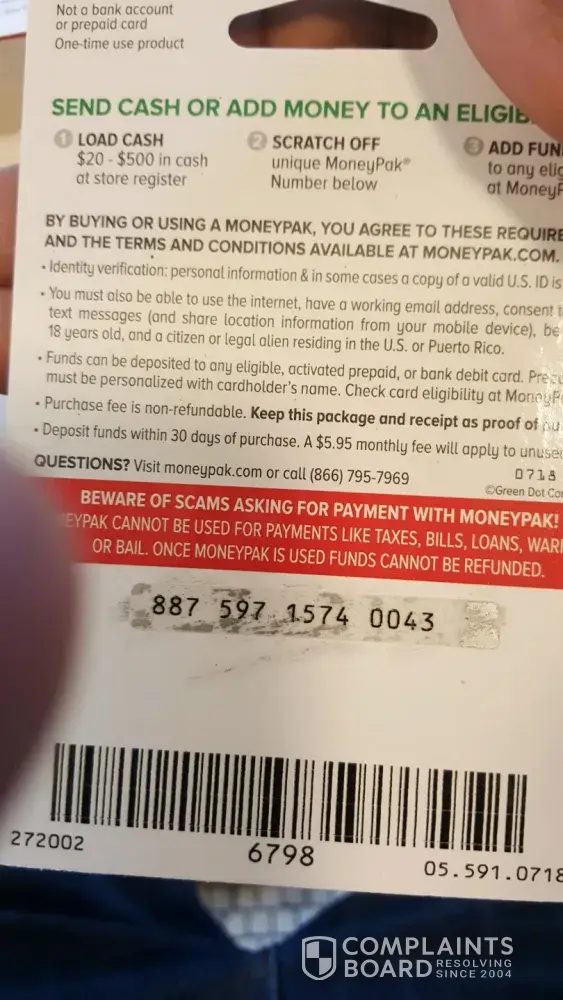 Not a bank account
or prepaid card
One-time use product
SEND CASH OR ADD MONEY TO AN ELIGIB
1 LOAD CASH
$20 - $500 in cash
at store register
2 SCRATCH OFF
unique MoneyPak®
Number below
3 ADD FUN
to any elig
at MoneyP
BY BUYING OR USING A MONEYPAK, YOU AGREE TO THESE REQUIRE
AND THE TERMS AND CONDITIONS AVAILABLE AT MONEYPAK.COM.
• Identity verification: personal information & in some cases a copy of a valid U.S. ID is
• You must also be able to use the internet, have a working email address, consent t
text messages (and share location information from your mobile device), be
18 years old, and a citizen or legal alien residing in the U.S. or Puerto Rico.
• Funds can be deposited to any eligible, activated prepaid, or bank debit card. Prepa
must be personalized with cardholder's name. Check card eligibility at MoneyP
• Purchase fee is non-refundable. Keep this package and receipt as proof of pu
• Deposit funds within 30 days of purchase. A $5.95 monthly fee will apply to unuse
QUESTIONS? Visit moneypak.com or call (866) 795-7969
0718
©Green Dot Cor
BEWARE OF SCAMS ASKING FOR PAYMENT WITH MONEYPAK!
EYPAK CANNOT BE USED FOR PAYMENTS LIKE TAXES, BILLS, LOANS, WAR
OR BAIL. ONCE MONEYPAK IS USED FUNDS CANNOT BE REFUNDED.
887 597 1574 0043
272002
6798
05.591.0718
COMPLAINTS
BOARD RESOLVING
SINCE 2004